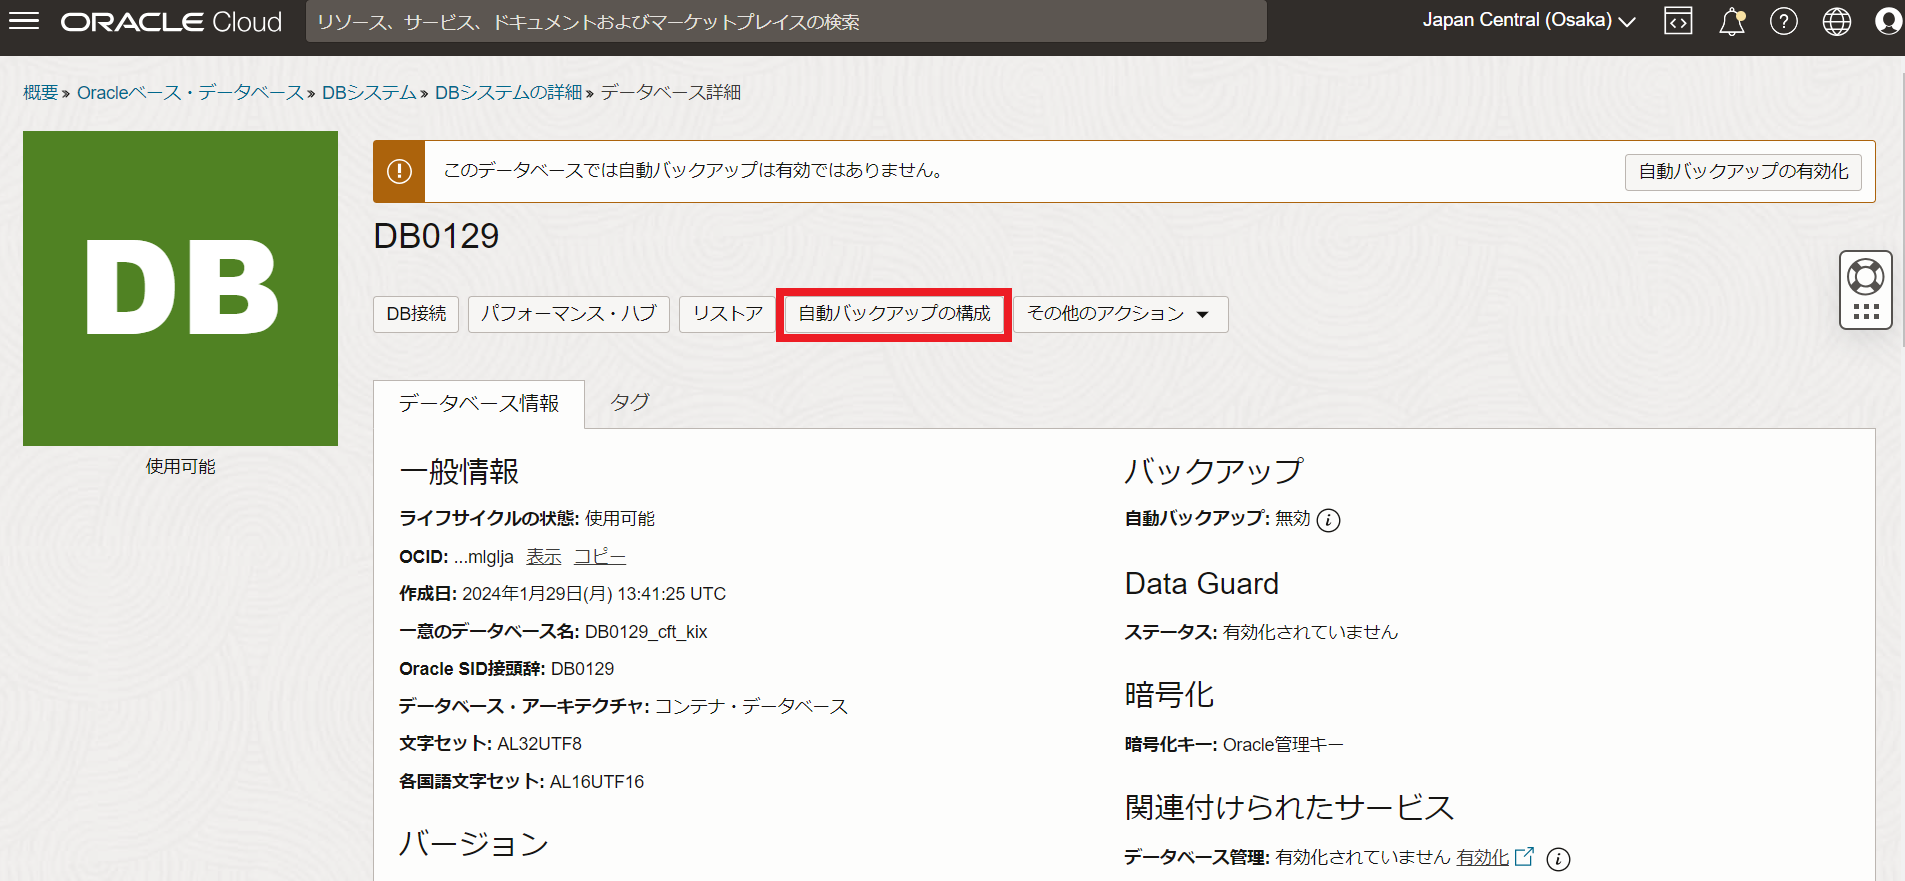 ORACLE Cloud
リソース、サービス、ドキュメントおよびマーケットプレイスの検索
Japan Central (Osaka)
概要 » Oracleベース・データベース » DBシステム » DBシステムの詳細 » データベース詳細
DB
使用可能
このデータベースでは自動バックアップは有効ではありません。
自動バックアップの有効化
DB0129
DB接続 パフォーマンス・ハブ リストア 自動バックアップの構成 その他のアクション
データベース情報 タグ
一般情報
ライフサイクルの状態: 使用可能
OCID: ...mlglja 表示 コピー
作成日: 2024年1月29日(月) 13:41:25 UTC
一意のデータベース名: DB0129_cft_kix
Oracle SID接頭辞: DB0129
データベース・アーキテクチャ: コンテナ・データベース
文字セット: AL32UTF8
各国語文字セット: AL16UTF16
バージョン
バックアップ
自動バックアップ: 無効
Data Guard
ステータス: 有効化されていません
暗号化
暗号化キー: Oracle管理キー
関連付けられたサービス
データベース管理: 有効化されていません 有効化